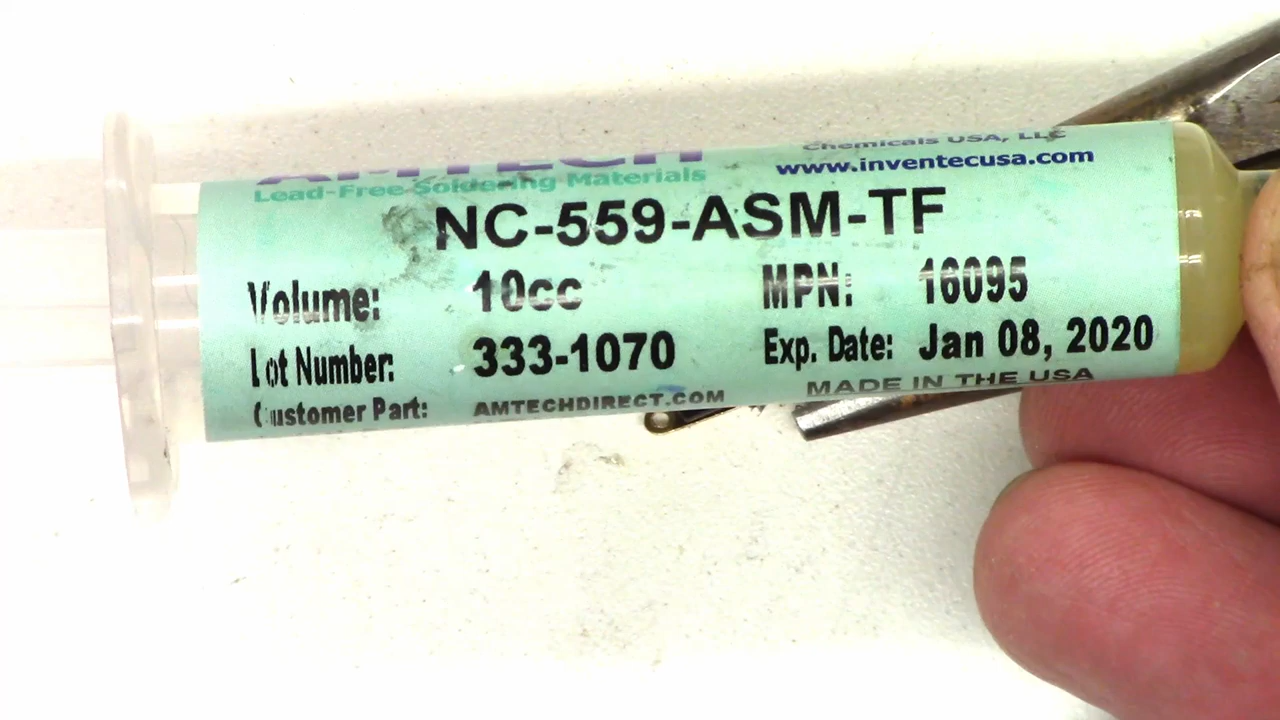 AMTECH
Chemicals USA, LLC
Lead-Free Soldering Materials
www.inventecusa.com
NC-559-ASM-TF
Volume: 10cc MPN: 16095
Lot Number: 333-1070 Exp. Date: Jan 08, 2020
Customer Part: AMTECHDIRECT.COM MADE IN THE USA